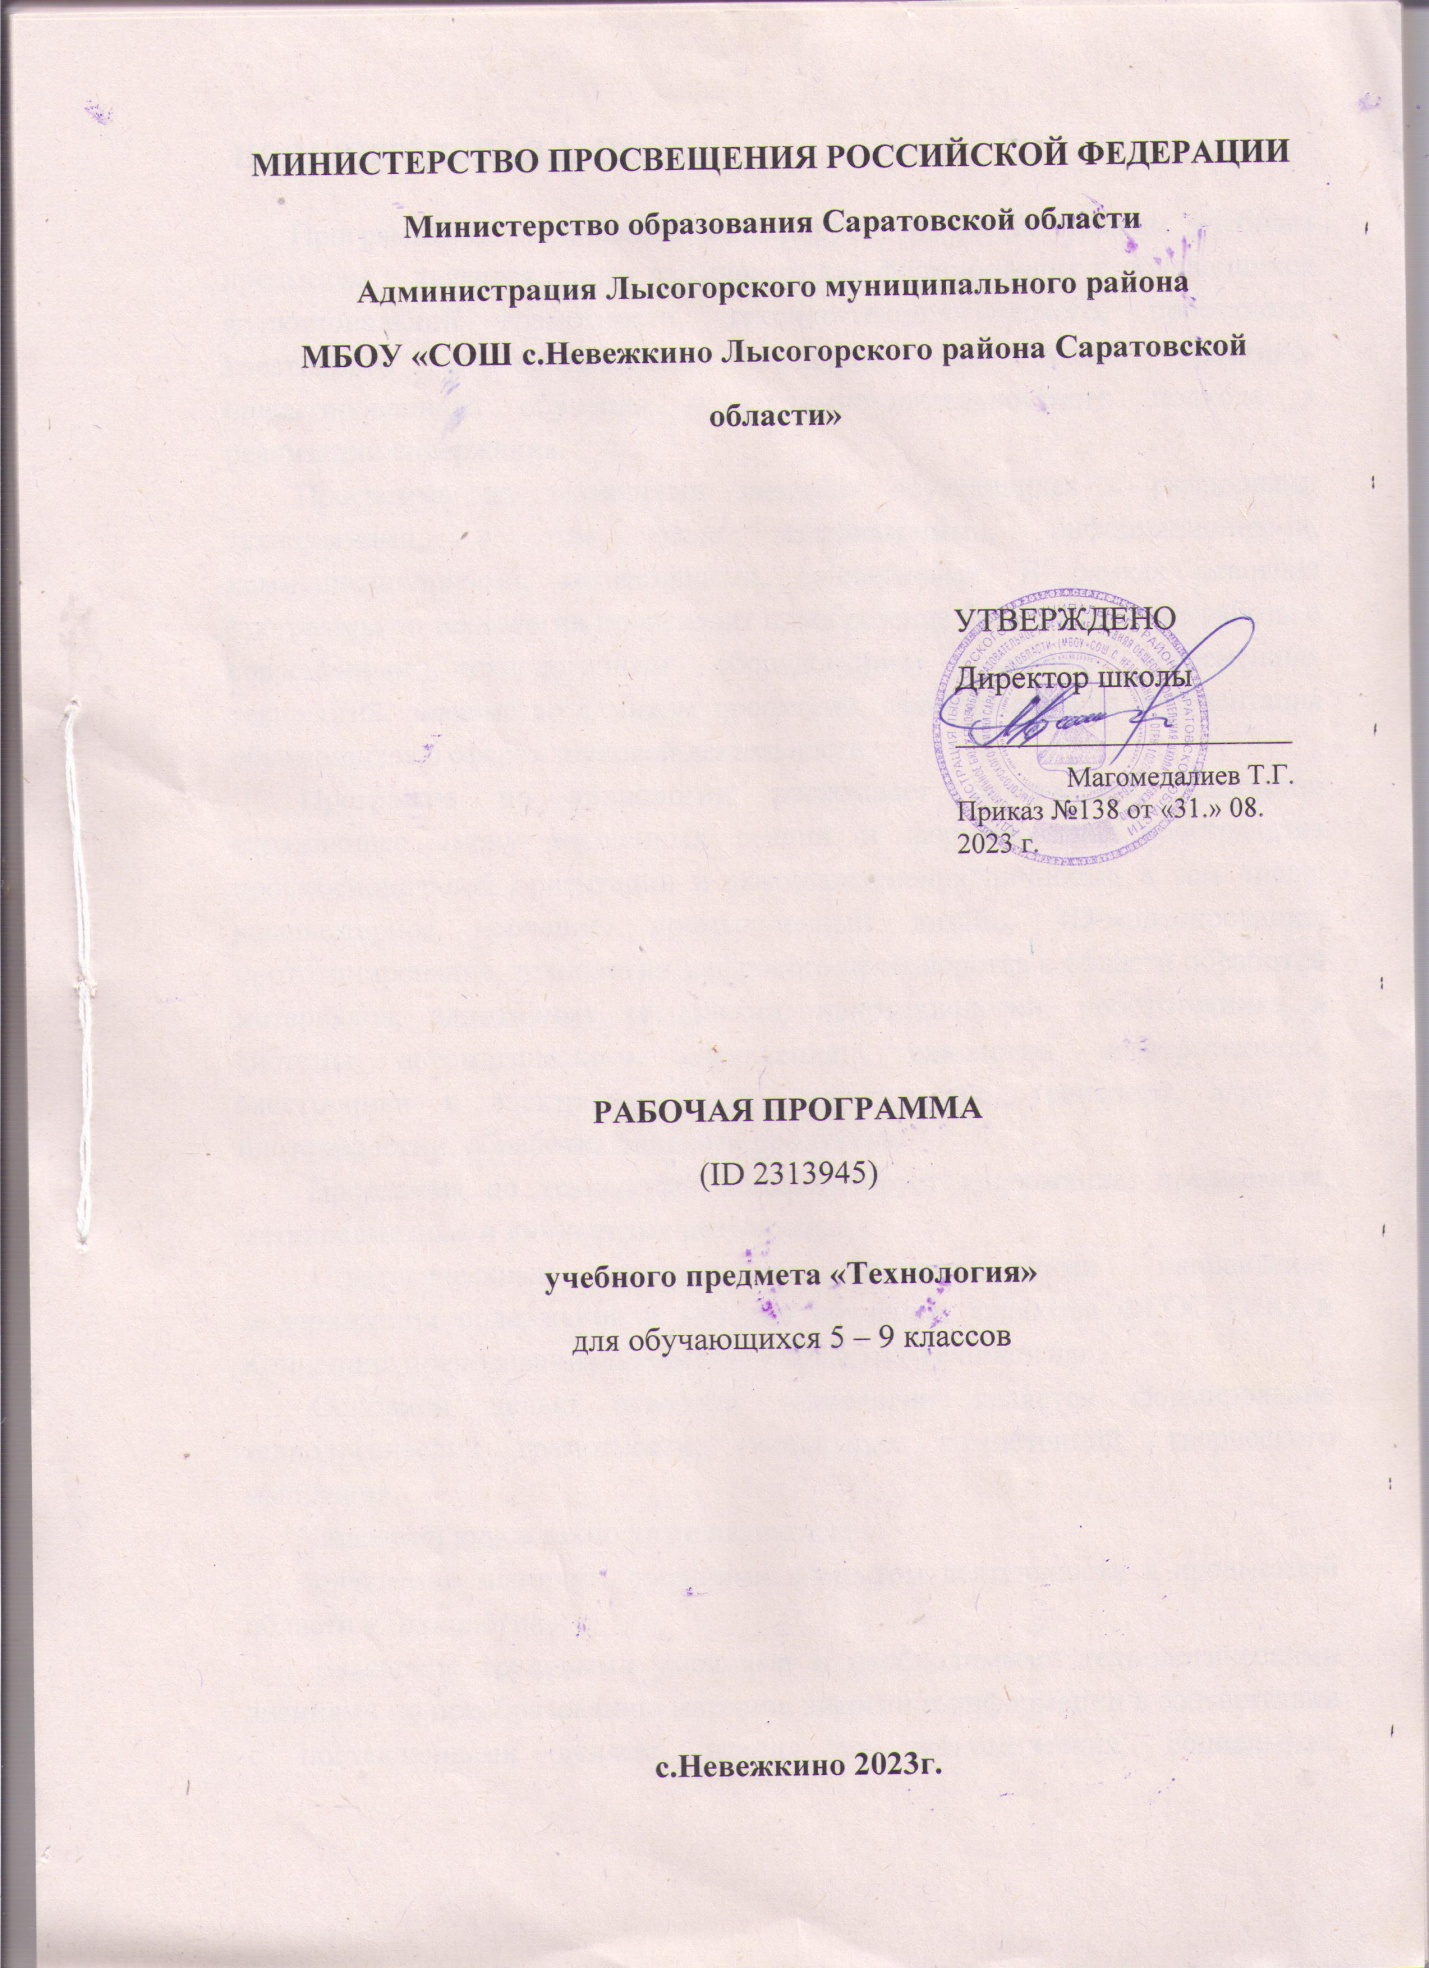 МИНИСТЕРСТВО ПРОСВЕЩЕНИЯ РОССИЙСКОЙ ФЕДЕРАЦИИ
Министерство образования Саратовской области
Администрация Лысогорского муниципального района
МБОУ «СОШ с.Невежкино Лысогорского района Саратовской
области»
УТВЕРЖДЕНО
Директор школы
Магомедалиев Т.Г.
Приказ №138 от «31.» 08.
2023 г.
РАБОЧАЯ ПРОГРАММА
(ID 2313945)
учебного предмета «Технология»
для обучающихся 5 – 9 классов
с.Невежкино 2023г.